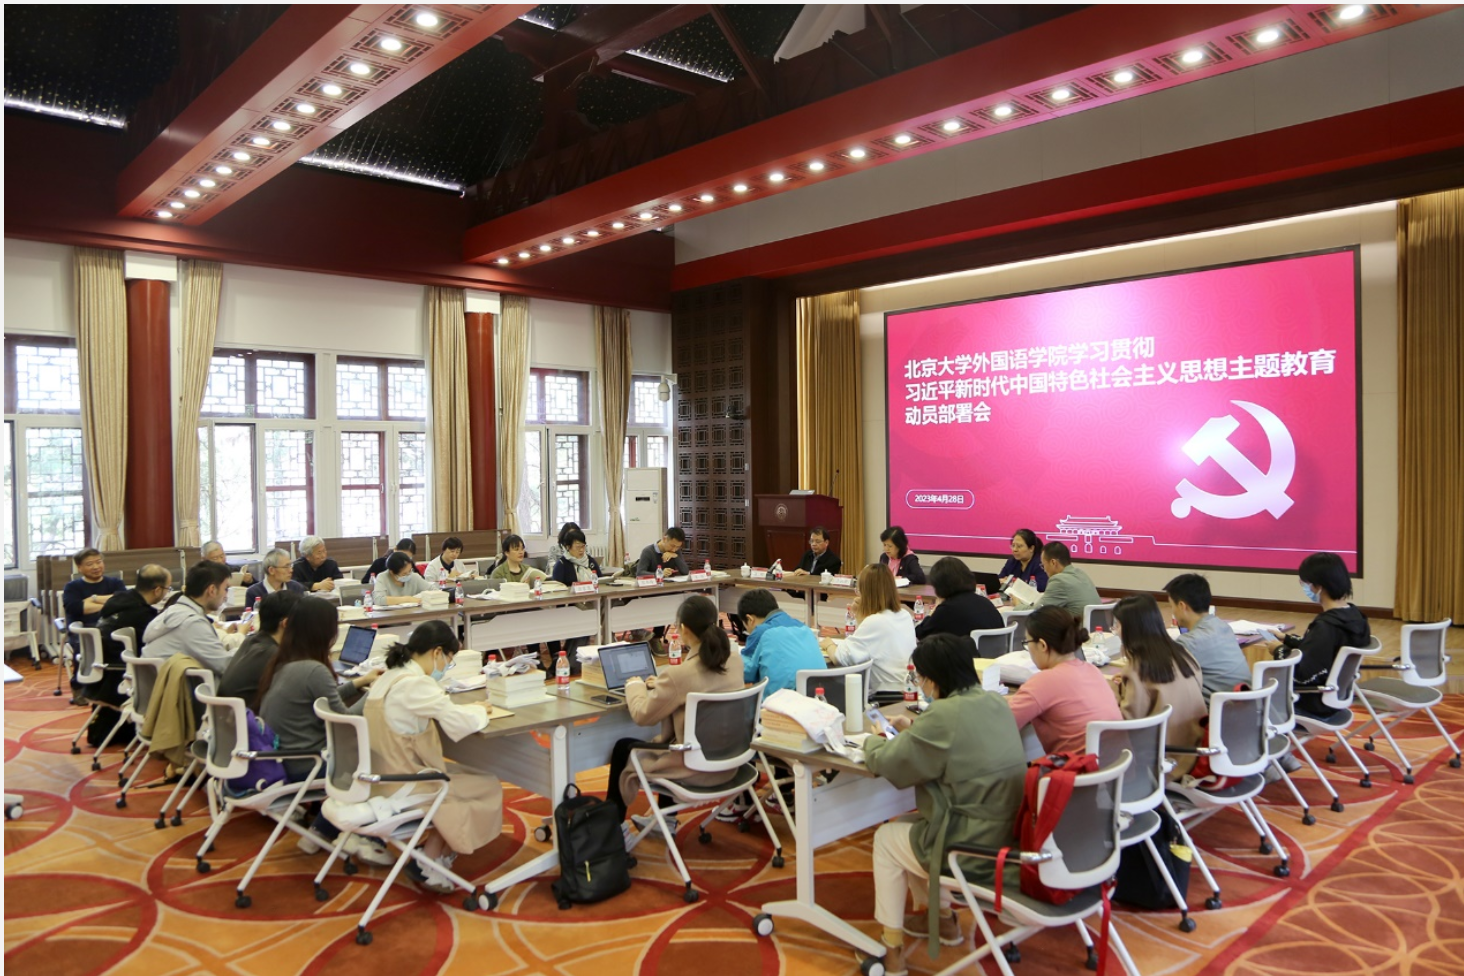 北京大学外国语学院学习贯彻
习近平新时代中国特色社会主义思想主题教育
动员部署会
2023年4月28日